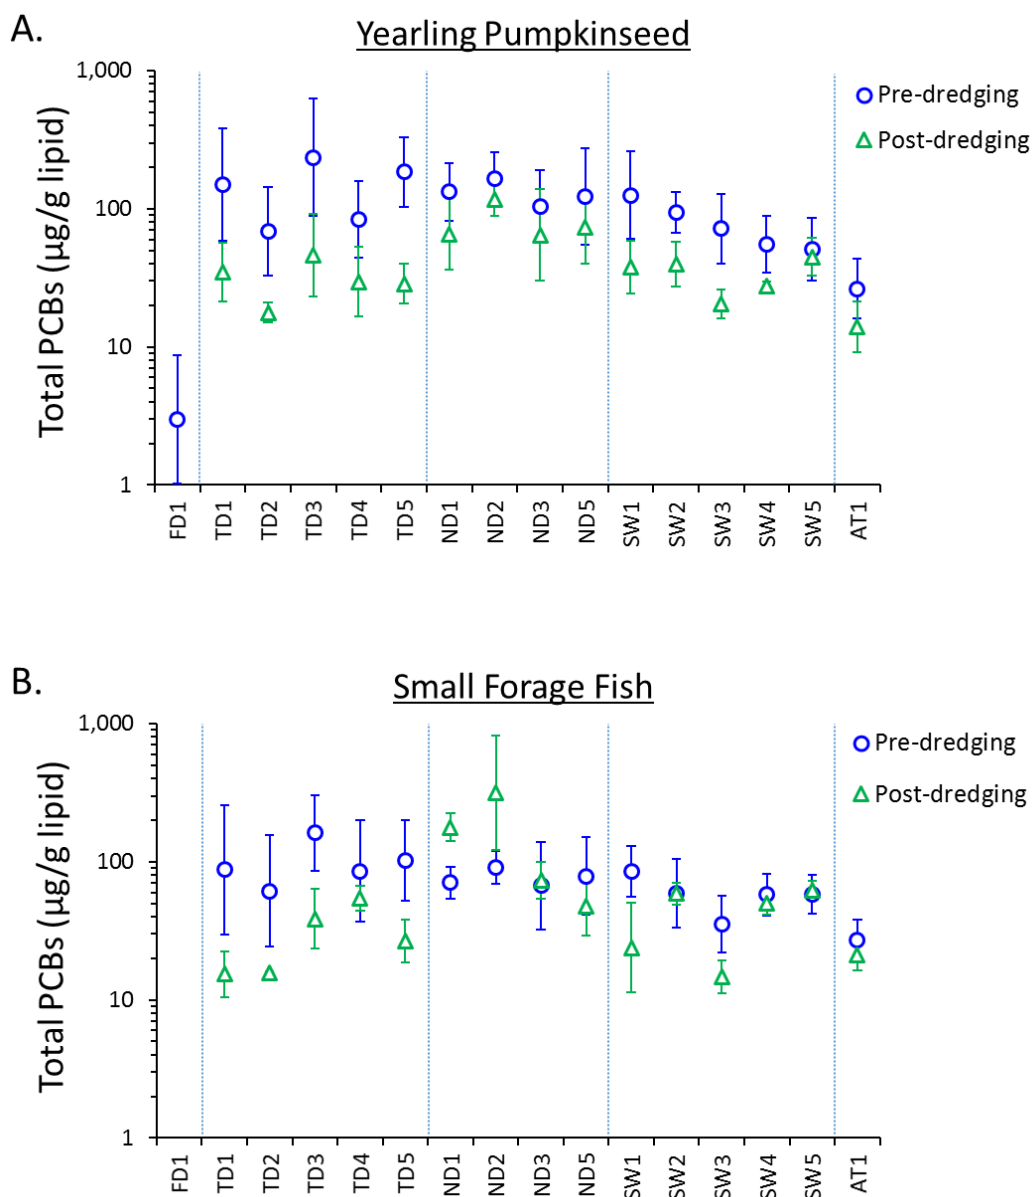 A.
Yearling Pumpkinseed
Total PCBs (µg/g lipid)
1,000
100
10
1
Pre-dredging
Post-dredging
FD1 TD1 TD2 TD3 TD4 TD5 ND1 ND2 ND3 ND5 SW1 SW2 SW3 SW4 SW5 AT1
B.
Small Forage Fish
Total PCBs (µg/g lipid)
1,000
100
10
1
Pre-dredging
Post-dredging
FD1 TD1 TD2 TD3 TD4 TD5 ND1 ND2 ND3 ND5 SW1 SW2 SW3 SW4 SW5 AT1